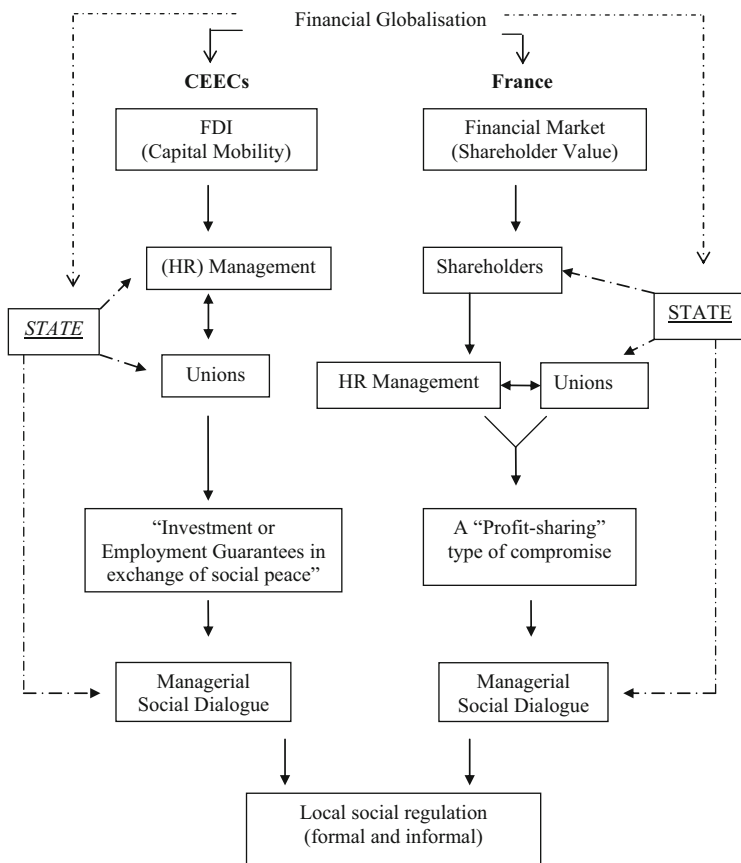 Financial Globalisation
CEECs
France
FDI
(Capital Mobility)
Financial Market
(Shareholder Value)
(HR) Management
Shareholders
STATE
STATE
Unions
HR Management
Unions
“Investment or
Employment Guarantees in
exchange of social peace”
A “Profit-sharing”
type of compromise
Managerial
Social Dialogue
Managerial
Social Dialogue
Local social regulation
(formal and informal)